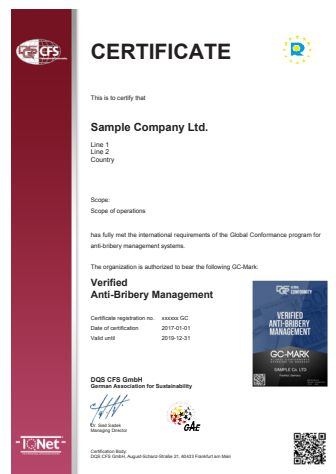 DQS CFS
CERTIFICATE
This is to certify that
Sample Company Ltd.
Line 1
Line 2
Country
Scope:
Scope of operations
has fully met the international requirements of the Global Conformance program for
anti-bribery management systems.
The organization is authorized to bear the following GC-Mark:
Verified
Anti-Bribery Management
Certificate registration no. xxxxxx GC
Date of certification 2017-01-01
Valid until 2019-12-31
GLOBAL
CONFORMITY
VERIFIED
ANTI-BRIBERY
MANAGEMENT
GC-MARK
SAMPLE Co. LTD
DQS CFS GmbH
German Association for Sustainability
Dr. Sied Sadek
Managing Director
GAE
Certification Body:
DQS CFS GmbH, August-Schanz-Straße 21, 60433 Frankfurt am Main
IQNet